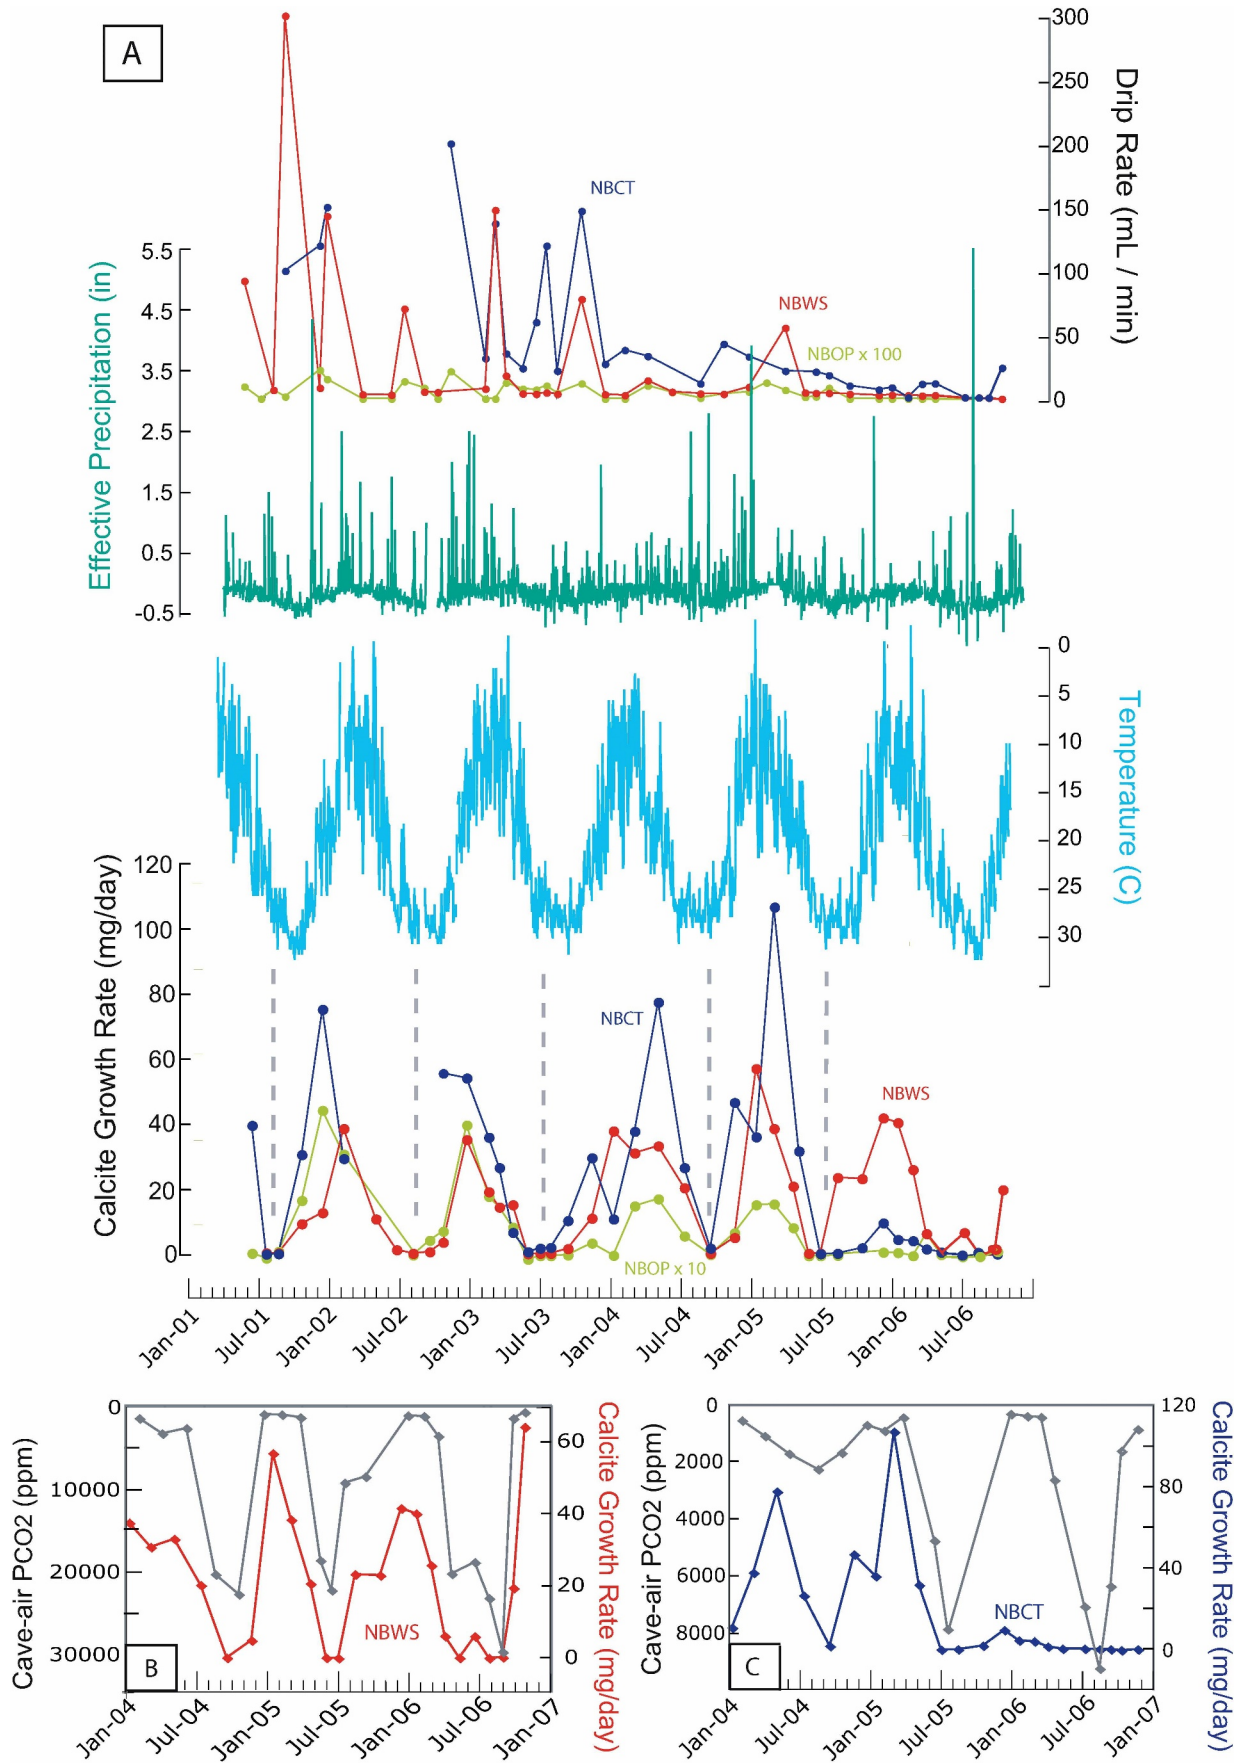 A
300
250
200
150
100
50
0
Drip Rate (mL / min)
NBCT
NBWS
NBOP x 100
5.5
4.5
3.5
2.5
1.5
0.5
-0.5
Effective Precipitation (in)
0
5
10
15
20
25
30
Temperature (C)
120
100
80
60
40
20
0
Calcite Growth Rate (mg/day)
NBCT
NBWS
NBOP x 10
Jan-01
Jul-01
Jan-02
Jul-02
Jan-03
Jul-03
Jan-04
Jul-04
Jan-05
Jul-05
Jan-06
Jul-06
0
10000
20000
30000
Cave-air PCO2 (ppm)
60
40
20
0
Calcite Growth Rate (mg/day)
NBWS
B
Jan-04
Jul-04
Jan-05
Jul-05
Jan-06
Jul-06
Jan-07
0
2000
4000
6000
8000
Cave-air PCO2 (ppm)
120
80
40
0
Calcite Growth Rate (mg/day)
NBCT
C
Jan-04
Jul-04
Jan-05
Jul-05
Jan-06
Jul-06
Jan-07